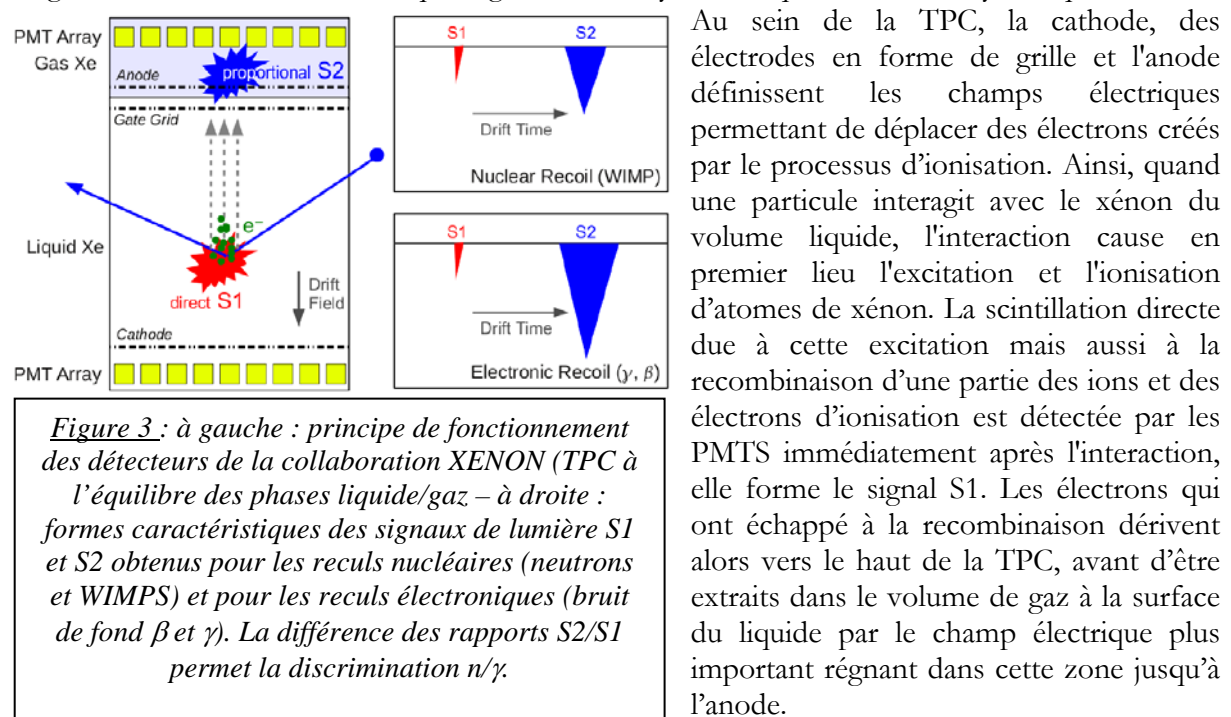 PMT Array
Gas Xe
Anode
proportional S2
Gate Grid
Liquid Xe
e⁻
direct S1
Drift
Field
Cathode
PMT Array
S1
S2
Drift Time
Nuclear Recoil (WIMP)
S1
S2
Drift Time
Electronic Recoil (γ, β)
Figure 3 : à gauche : principe de fonctionnement
des détecteurs de la collaboration XENON (TPC à
l’équilibre des phases liquide/gaz – à droite :
formes caractéristiques des signaux de lumière S1
et S2 obtenus pour les reculs nucléaires (neutrons
et WIMPS) et pour les reculs électroniques (bruit
de fond β et γ). La différence des rapports S2/S1
permet la discrimination n/γ.
Au sein de la TPC, la cathode, des
électrodes en forme de grille et l'anode
définissent les champs électriques
permettant de déplacer des électrons créés
par le processus d’ionisation. Ainsi, quand
une particule interagit avec le xénon du
volume liquide, l'interaction cause en
premier lieu l'excitation et l'ionisation
d’atomes de xénon. La scintillation directe
due à cette excitation mais aussi à la
recombinaison d’une partie des ions et des
électrons d’ionisation est détectée par les
PMTS immédiatement après l'interaction,
elle forme le signal S1. Les électrons qui
ont échappé à la recombinaison dérivent
alors vers le haut de la TPC, avant d’être
extraits dans le volume de gaz à la surface
du liquide par le champ électrique plus
important régnant dans cette zone jusqu’à
l’anode.